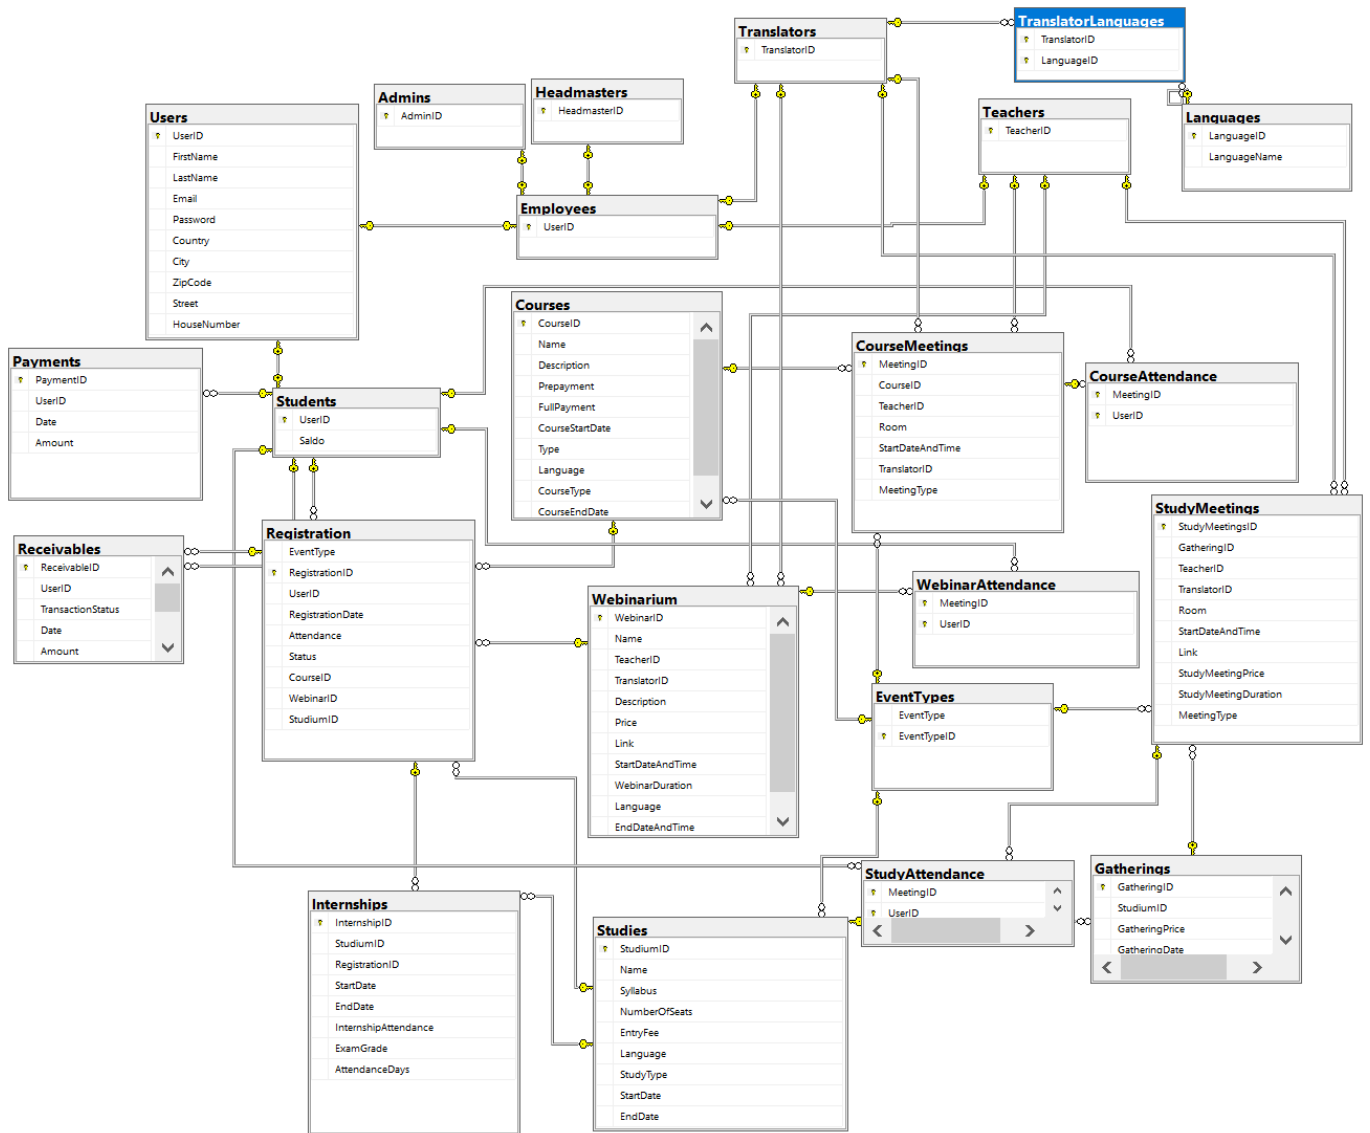 Translators
TranslatorID
TranslatorLanguages
TranslatorID
LanguageID
Admins
AdminID
Headmasters
HeadmasterID
Users
UserID
FirstName
LastName
Email
Password
Country
City
ZipCode
Street
HouseNumber
Teachers
TeacherID
Languages
LanguageID
LanguageName
Employees
UserID
Courses
CourseID
Name
Description
Prepayment
FullPayment
CourseStartDate
Type
Language
CourseType
CourseEndDate
CourseMeetings
MeetingID
CourseID
TeacherID
Room
StartDateAndTime
TranslatorID
MeetingType
CourseAttendance
MeetingID
UserID
Payments
PaymentID
UserID
Date
Amount
Students
UserID
Saldo
StudyMeetings
StudyMeetingsID
GatheringID
TeacherID
TranslatorID
Room
StartDateAndTime
Link
StudyMeetingPrice
StudyMeetingDuration
MeetingType
Receivables
ReceivableID
UserID
TransactionStatus
Date
Amount
Registration
EventType
RegistrationID
UserID
RegistrationDate
Attendance
Status
CourseID
WebinarID
StudiumID
Webinarium
WebinarID
Name
TeacherID
TranslatorID
Description
Price
Link
StartDateAndTime
WebinarDuration
Language
EndDateAndTime
WebinarAttendance
MeetingID
UserID
EventTypes
EventType
EventTypeID
StudyAttendance
MeetingID
UserID
Gatherings
GatheringID
StudiumID
GatheringPrice
GatheringDate
Internships
InternshipID
StudiumID
RegistrationID
StartDate
EndDate
InternshipAttendance
ExamGrade
AttendanceDays
Studies
StudiumID
Name
Syllabus
NumberOfSeats
EntryFee
Language
StudyType
StartDate
EndDate